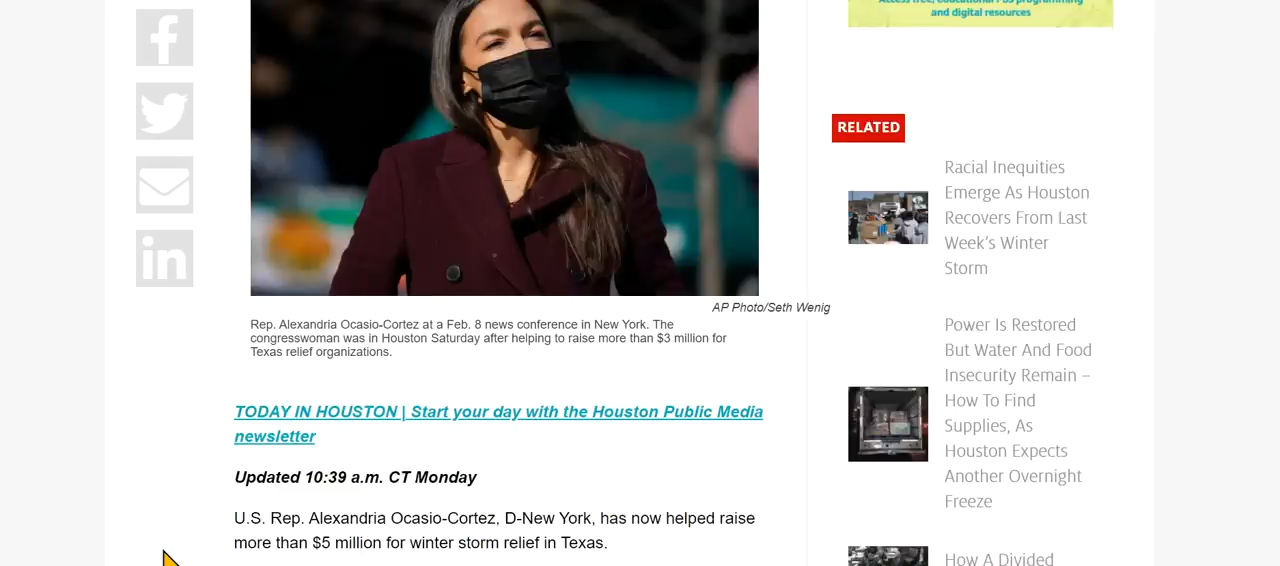 and digital resources
RELATED
Racial Inequities
Emerge As Houston
Recovers From Last
Week’s Winter
Storm
AP Photo/Seth Wenig
Rep. Alexandria Ocasio-Cortez at a Feb. 8 news conference in New York. The
congresswoman was in Houston Saturday after helping to raise more than $3 million for
Texas relief organizations.
Power Is Restored
But Water And Food
Insecurity Remain –
How To Find
Supplies, As
Houston Expects
Another Overnight
Freeze
TODAY IN HOUSTON | Start your day with the Houston Public Media
newsletter
Updated 10:39 a.m. CT Monday
U.S. Rep. Alexandria Ocasio-Cortez, D-New York, has now helped raise
more than $5 million for winter storm relief in Texas.
How A Divided